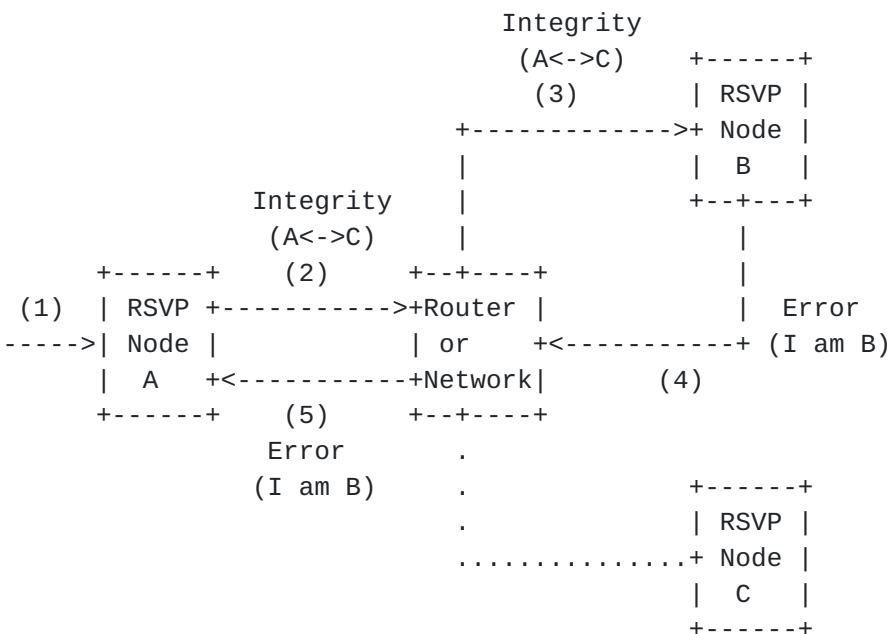 Integrity
                                  (A<->C)    +------+
                                   (3)       | RSVP |
                              +------------->+ Node |
                              |              |  B   |
                Integrity     |              +--+---+
                 (A<->C)      |                 |
      +------+    (2)      +--+----+            |
 (1)  | RSVP +------------>+Router |            |  Error
----->| Node |             | or    +<-----------+ (I am B)
      |  A   +<------------+Network|       (4)
      +------+    (5)      +--+----+
                 Error        .
                (I am B)      .              +------+
                              .              | RSVP |
                              ...............+ Node |
                                             |  C   |
                                             +------+